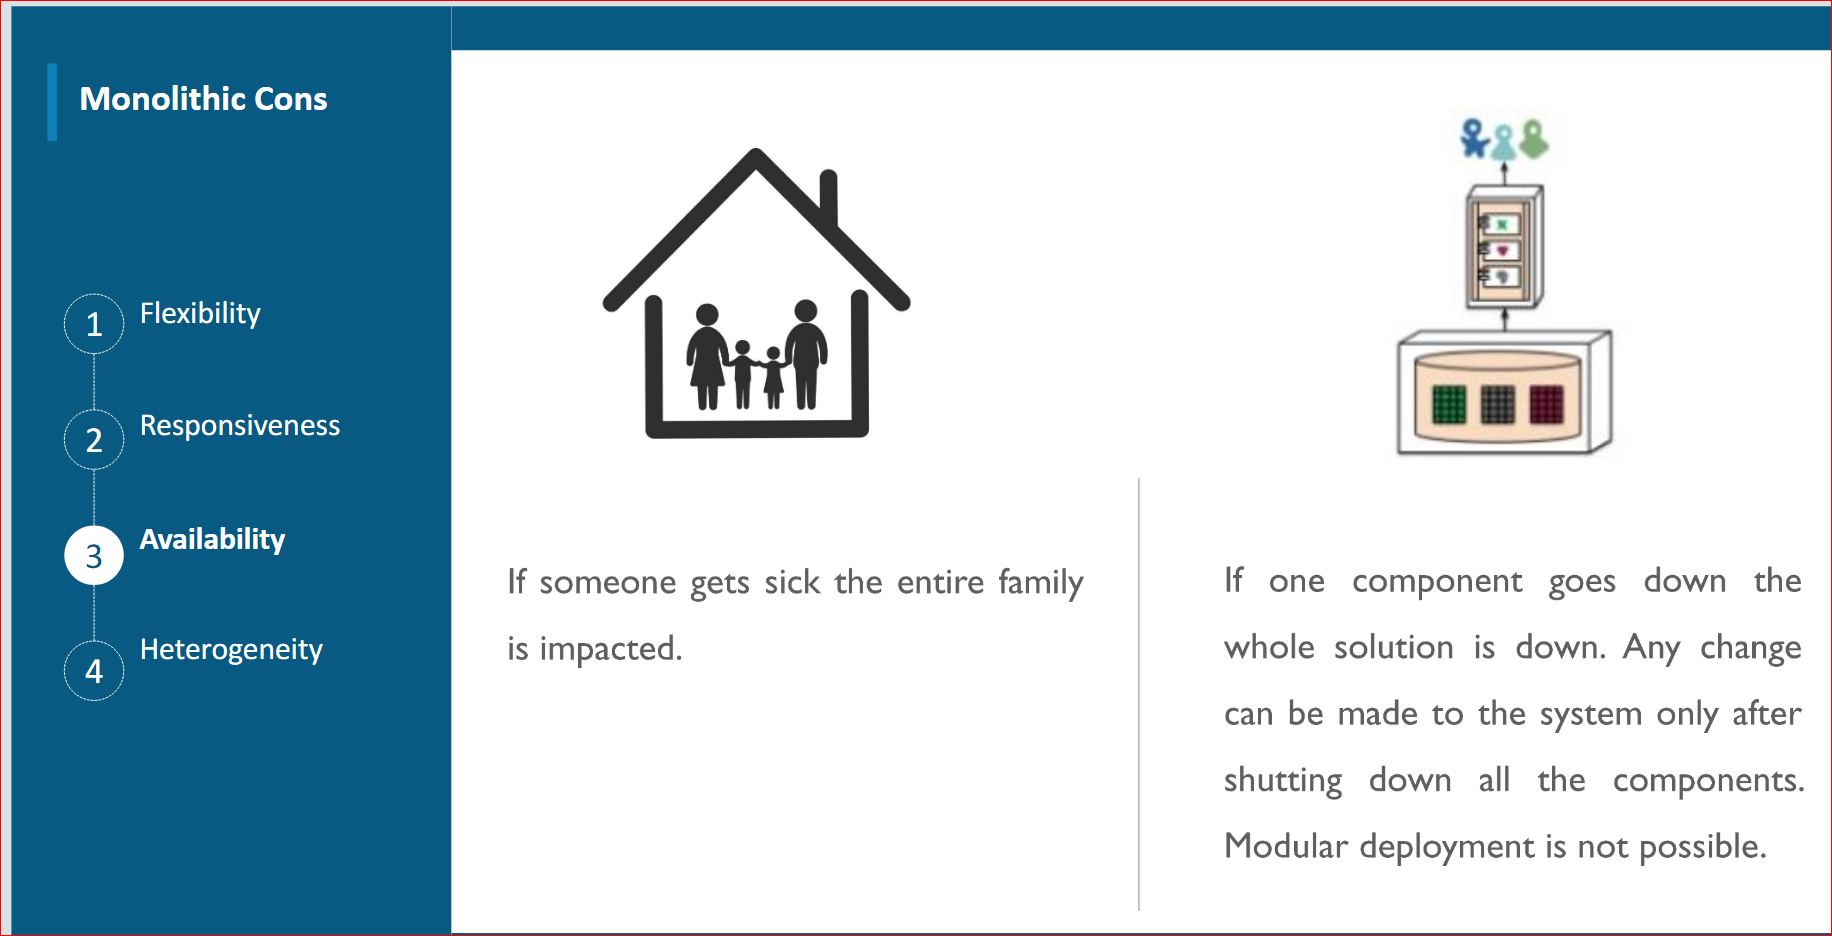 Monolithic Cons
1
Flexibility
2
Responsiveness
3
Availability
4
Heterogeneity
If someone gets sick the entire family
is impacted.
If one component goes down the
whole solution is down. Any change
can be made to the system only after
shutting down all the components.
Modular deployment is not possible.